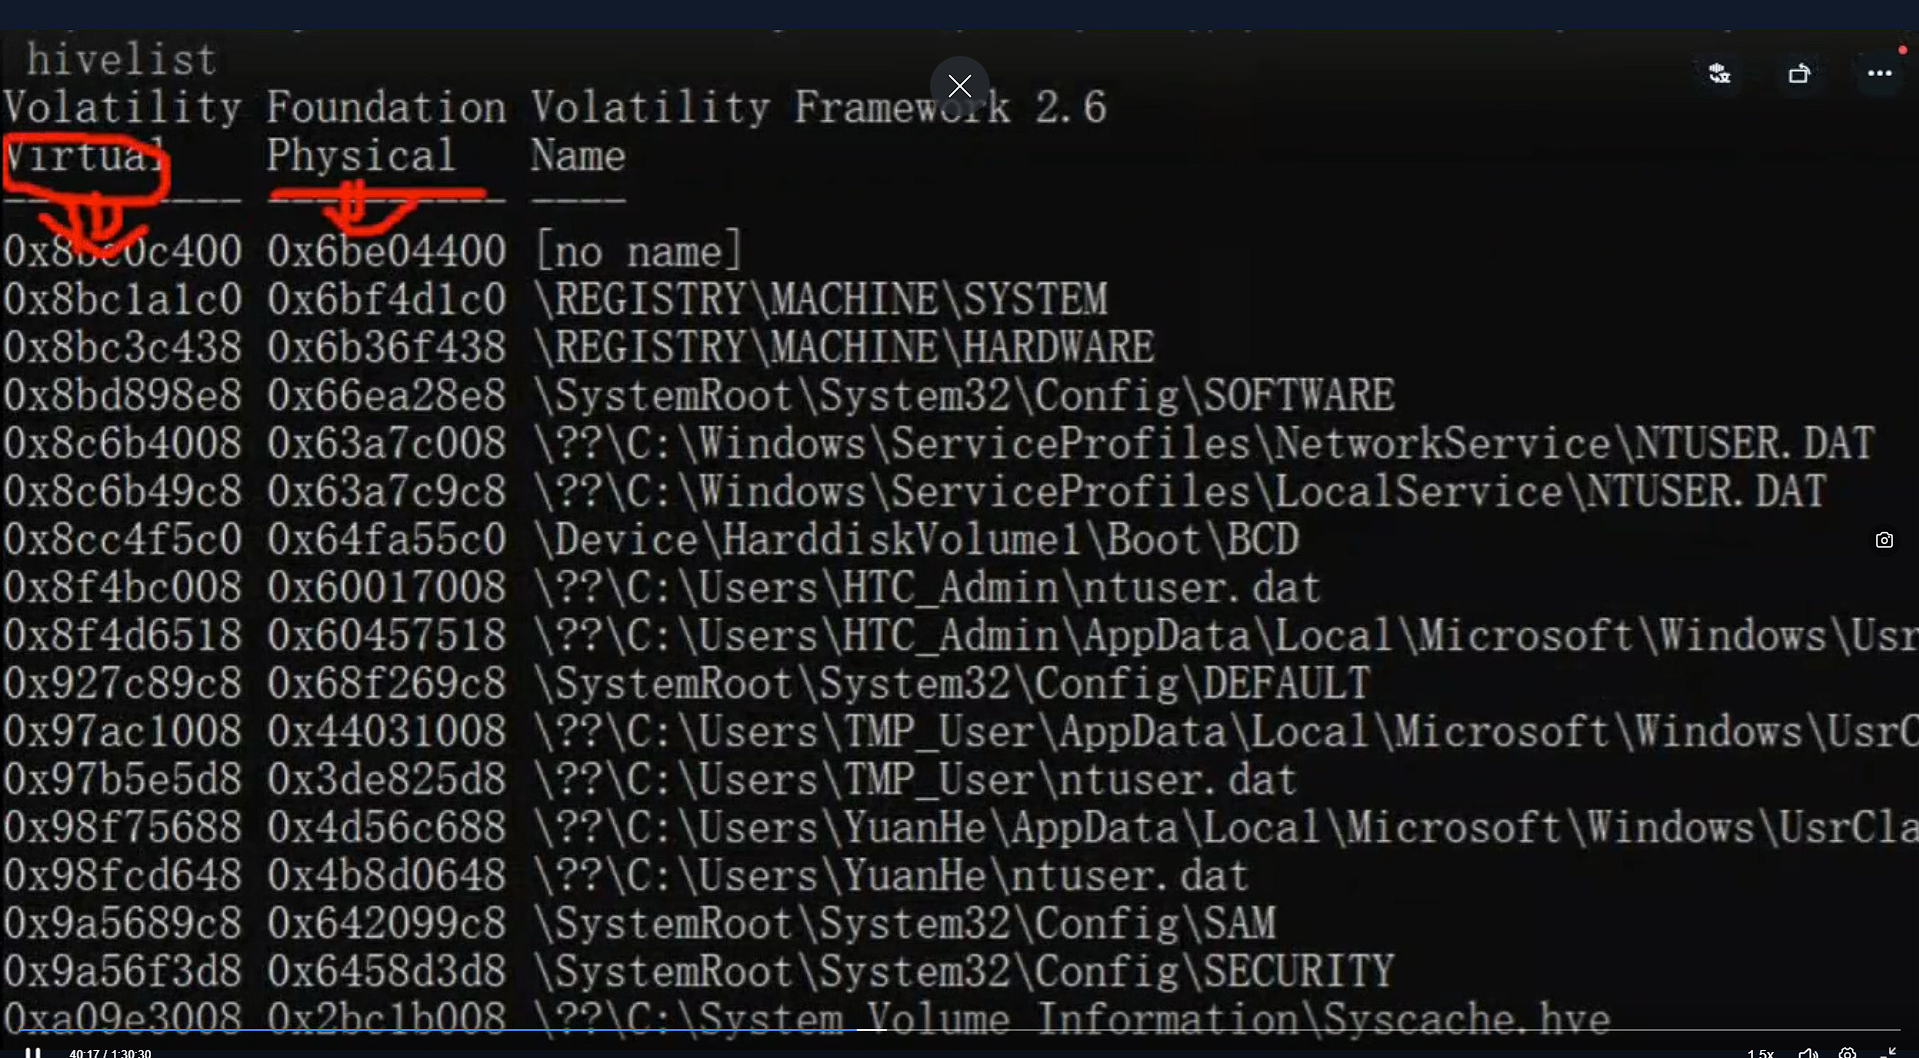 hivelist
Volatility Foundation Volatility Framework 2.6
Virtual Physical Name
---------- ---------- ----
0x8bc0c400 0x6be04400 [no name]
0x8bc1a1c0 0x6bf4d1c0 \REGISTRY\MACHINE\SYSTEM
0x8bc3c438 0x6b36f438 \REGISTRY\MACHINE\HARDWARE
0x8bd898e8 0x66ea28e8 \SystemRoot\System32\Config\SOFTWARE
0x8c6b4008 0x63a7c008 \??\C:\Windows\ServiceProfiles\NetworkService\NTUSER.DAT
0x8c6b49c8 0x63a7c9c8 \??\C:\Windows\ServiceProfiles\LocalService\NTUSER.DAT
0x8cc4f5c0 0x64fa55c0 \Device\HarddiskVolume1\Boot\BCD
0x8f4bc008 0x60017008 \??\C:\Users\HTC_Admin\ntuser.dat
0x8f4d6518 0x60457518 \??\C:\Users\HTC_Admin\AppData\Local\Microsoft\Windows\Usr
0x927c89c8 0x68f269c8 \SystemRoot\System32\Config\DEFAULT
0x97ac1008 0x44031008 \??\C:\Users\TMP_User\AppData\Local\Microsoft\Windows\UsrC
0x97b5e5d8 0x3de825d8 \??\C:\Users\TMP_User\ntuser.dat
0x98f75688 0x4d56c688 \??\C:\Users\YuanHe\AppData\Local\Microsoft\Windows\UsrCla
0x98fcd648 0x4b8d0648 \??\C:\Users\YuanHe\ntuser.dat
0x9a5689c8 0x642099c8 \SystemRoot\System32\Config\SAM
0x9a56f3d8 0x6458d3d8 \SystemRoot\System32\Config\SECURITY
0xa09e3008 0x2bc1b008 \??\C:\System Volume Information\Syscache.hve
40:17 / 1:30:30 1.5x